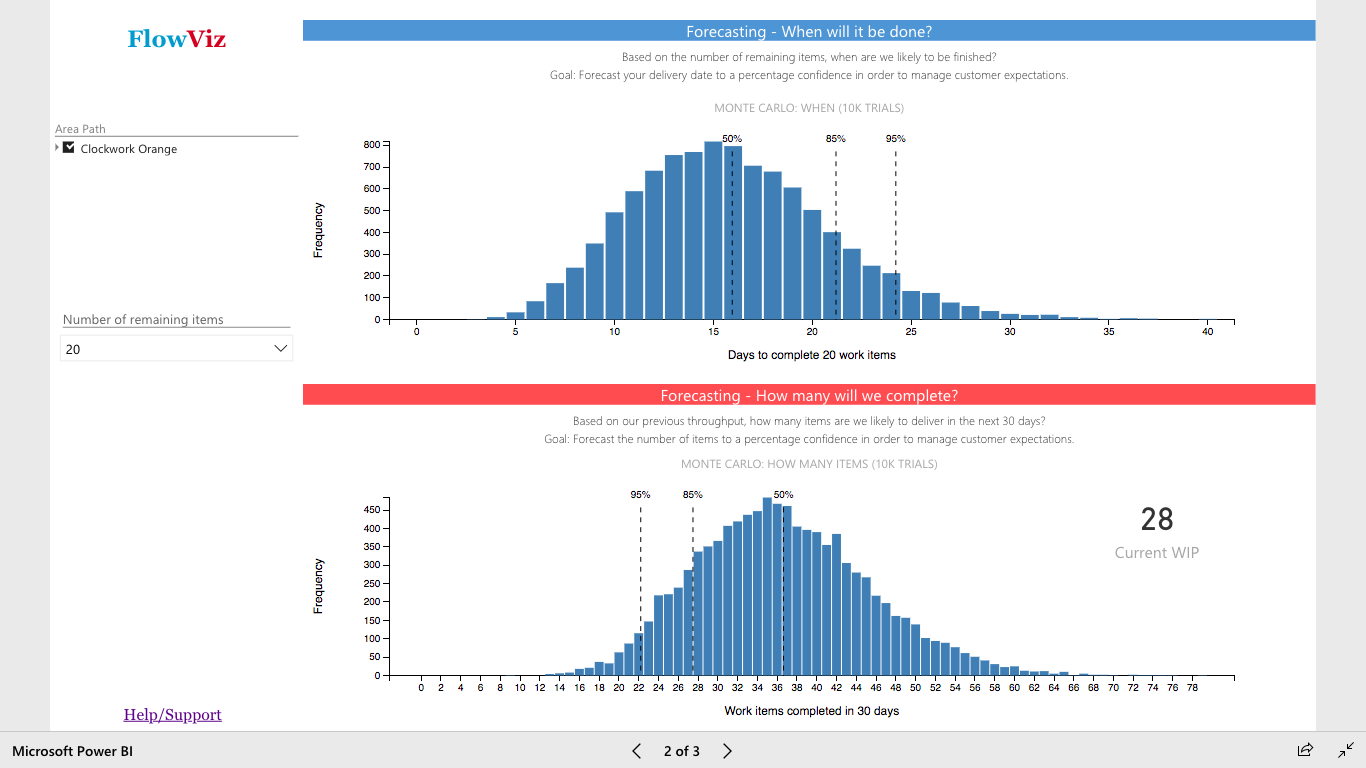 FlowViz
Area Path
Clockwork Orange
Number of remaining items
20
Help/Support
Forecasting - When will it be done?
Based on the number of remaining items, when are we likely to be finished?
Goal: Forecast your delivery date to a percentage confidence in order to manage customer expectations.
MONTE CARLO: WHEN (10K TRIALS)
50% 85% 95%
800
700
600
500
400
300
200
100
0
Frequency
0 5 10 15 20 25 30 35 40
Days to complete 20 work items
Forecasting - How many will we complete?
Based on our previous throughput, how many items are we likely to deliver in the next 30 days?
Goal: Forecast the number of items to a percentage confidence in order to manage customer expectations.
MONTE CARLO: HOW MANY ITEMS (10K TRIALS)
95% 85% 50%
450
400
350
300
250
200
150
100
50
0
Frequency
0 2 4 6 8 10 12 14 16 18 20 22 24 26 28 30 32 34 36 38 40 42 44 46 48 50 52 54 56 58 60 62 64 66 68 70 72 74 76 78
Work items completed in 30 days
28
Current WIP
Microsoft Power BI
2 of 3